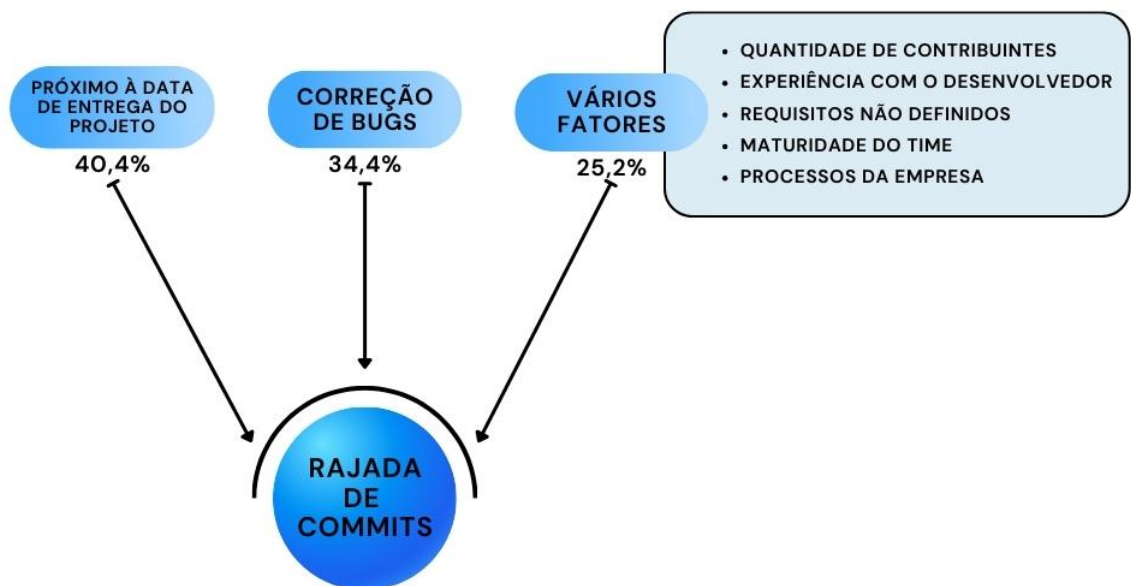 PRÓXIMO À DATA
DE ENTREGA DO
PROJETO
40,4%
CORREÇÃO
DE BUGS
34,4%
VÁRIOS
FATORES
25,2%
• QUANTIDADE DE CONTRIBUINTES
• EXPERIÊNCIA COM O DESENVOLVEDOR
• REQUISITOS NÃO DEFINIDOS
• MATURIDADE DO TIME
• PROCESSOS DA EMPRESA
RAJADA
DE
COMMITS